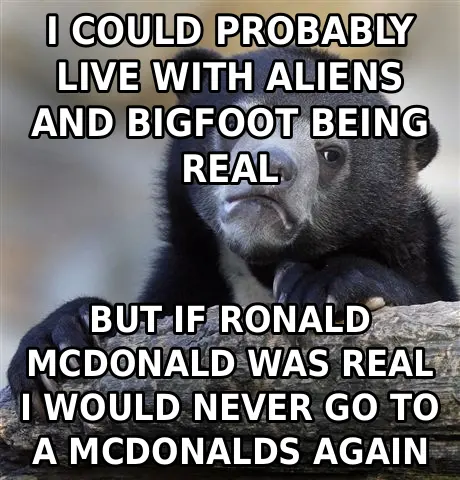 I COULD PROBABLY
LIVE WITH ALIENS
AND BIGFOOT BEING
REAL
BUT IF RONALD
MCDONALD WAS REAL
I WOULD NEVER GO TO
A MCDONALDS AGAIN